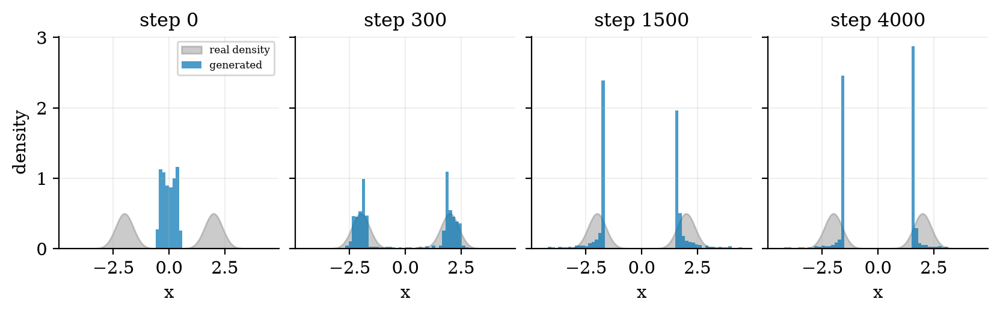 step 0
step 300
step 1500
step 4000
real density
generated
density
3
2
1
0
−2.5 0.0 2.5
−2.5 0.0 2.5
−2.5 0.0 2.5
−2.5 0.0 2.5
x
x
x
x